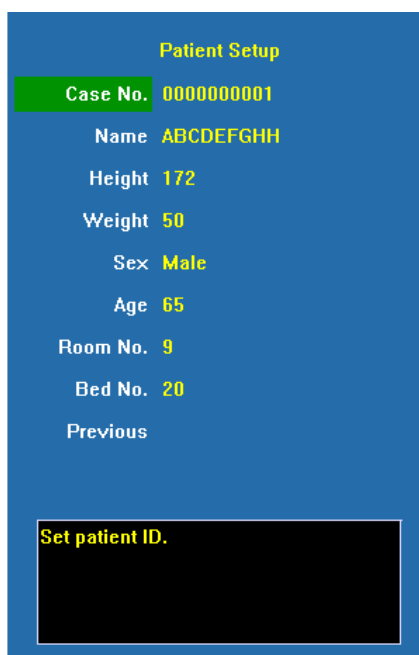 Patient Setup
Case No. 0000000001
Name ABCDEFGHH
Height 172
Weight 50
Sex Male
Age 65
Room No. 9
Bed No. 20
Previous
Set patient ID.